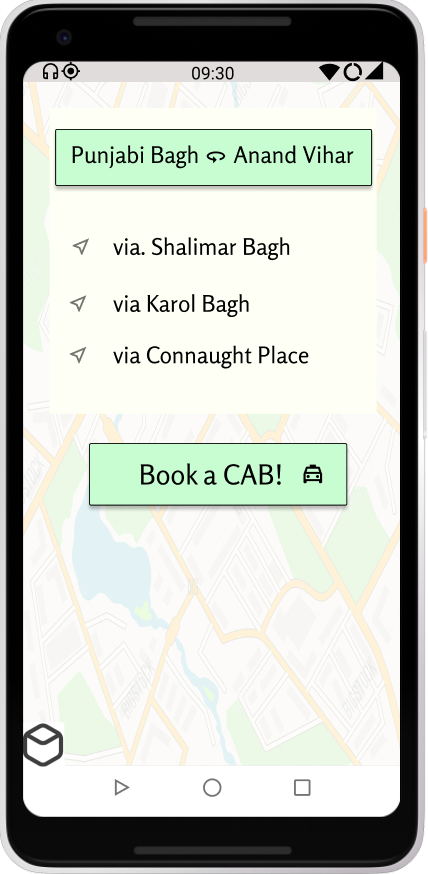 09:30
Punjabi Bagh Anand Vihar
via. Shalimar Bagh
via Karol Bagh
via Connaught Place
Book a CAB!